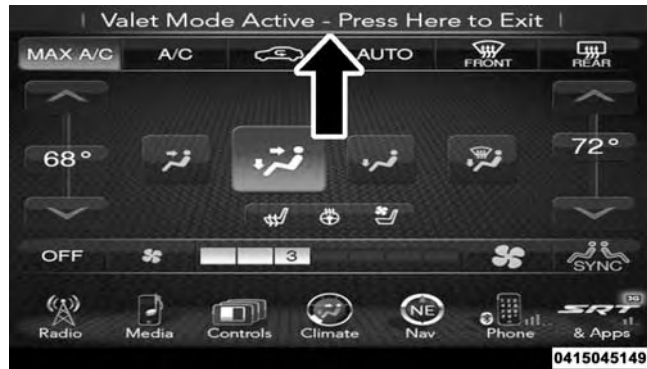 Valet Mode Active - Press Here to Exit
MAX A/C A/C AUTO FRONT REAR
68° 72°
OFF 3 SYNC
NE 3G SRT
Radio Media Controls Climate Nav Phone & Apps
0415045149